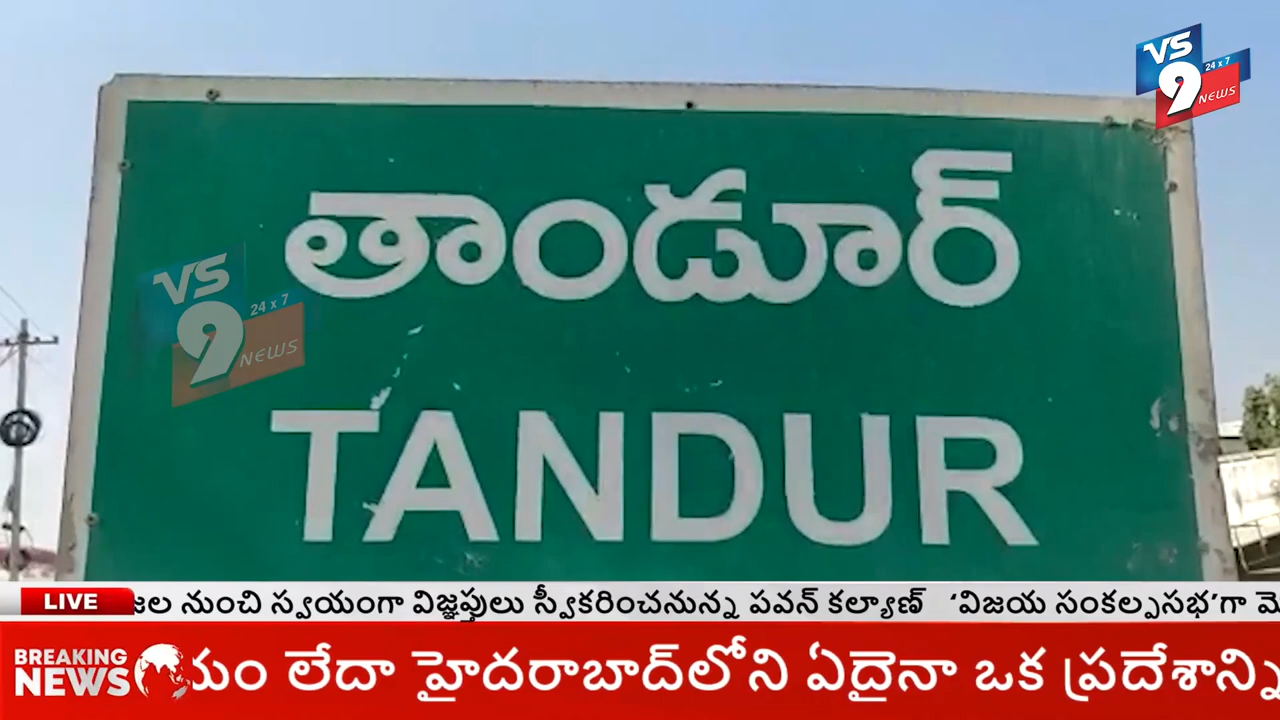 VS
24 x 7
9
NEWS
తాండూర్
VS
24 x 7
9
NEWS
TANDUR
LIVE
నుంచి స్వయంగా విజ్ఞప్తులు స్వీకరించనున్న పవన్ కల్యాణ్ ‘విజయ సంకల్పసభ’గా
BREAKING
NEWS
లేదా హైదరాబాద్‌లోని ఏదైనా ఒక ప్రదేశాన్ని